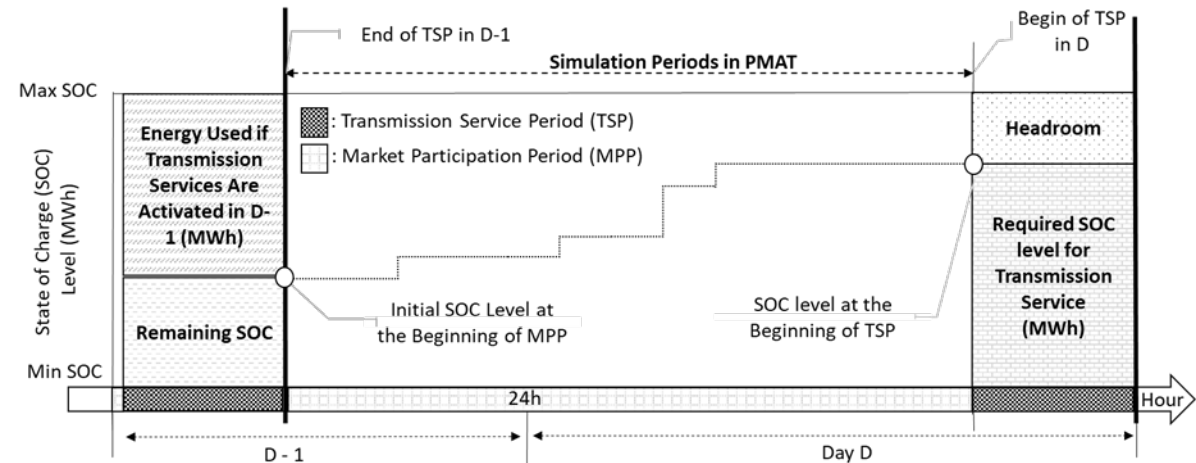 End of TSP in D-1
Begin of TSP
in D
Simulation Periods in PMAT
Max SOC
Energy Used if
Transmission
Services Are
Activated in D-
1 (MWh)
: Transmission Service Period (TSP)
: Market Participation Period (MPP)
Headroom
State of Charge (SOC)
Level (MWh)
Required SOC
level for
Transmission
Service
(MWh)
Initial SOC Level at
the Beginning of MPP
SOC level at the
Beginning of TSP
Remaining SOC
Min SOC
24h
Hour
D - 1
Day D